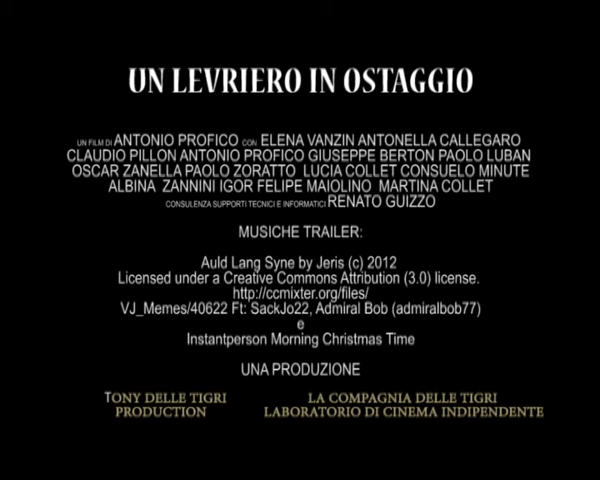 UN LEVRIERO IN OSTAGGIO
UN FILM DI ANTONIO PROFICO CON ELENA VANZIN ANTONELLA CALLEGARO
CLAUDIO PILLON ANTONIO PROFICO GIUSEPPE BERTON PAOLO LUBAN
OSCAR ZANELLA PAOLO ZORATTO LUCIA COLLET CONSUELO MINUTE
ALBINA ZANNINI IGOR FELIPE MAIOLINO MARTINA COLLET
CONSULENZA SUPPORTI TECNICI E INFORMATICI RENATO GUIZZO
MUSICHE TRAILER:
Auld Lang Syne by Jeris (c) 2012
Licensed under a Creative Commons Attribution (3.0) license.
http://ccmixter.org/files/
VJ_Memes/40622 Ft: SackJo22, Admiral Bob (admiralbob77)
e
Instantperson Morning Christmas Time
UNA PRODUZIONE
TONY DELLE TIGRI
PRODUCTION
LA COMPAGNIA DELLE TIGRI
LABORATORIO DI CINEMA INDIPENDENTE